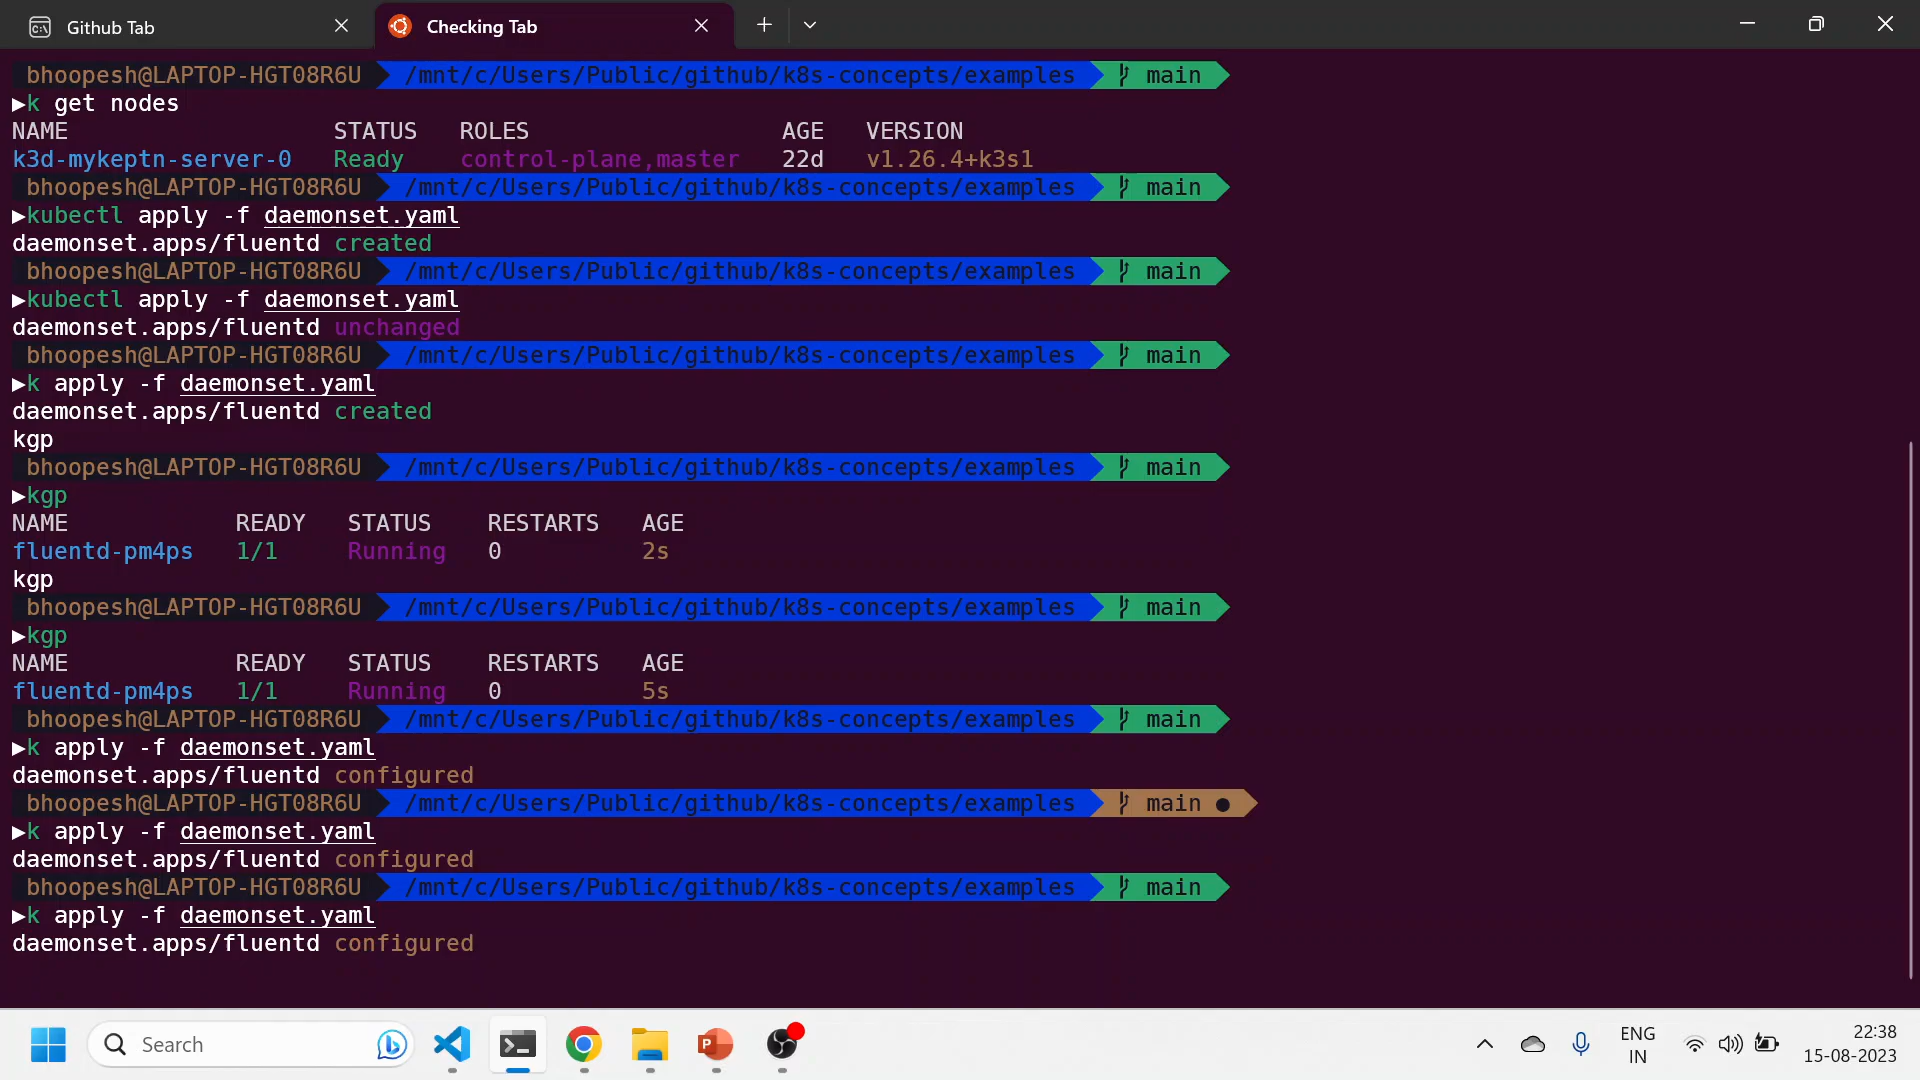 Github Tab
Checking Tab
bhoopesh@LAPTOP-HGT08R6U /mnt/c/Users/Public/github/k8s-concepts/examples main
▶k get nodes
NAME STATUS ROLES AGE VERSION
k3d-mykeptn-server-0 Ready control-plane,master 22d v1.26.4+k3s1
bhoopesh@LAPTOP-HGT08R6U /mnt/c/Users/Public/github/k8s-concepts/examples main
▶kubectl apply -f daemonset.yaml
daemonset.apps/fluentd created
bhoopesh@LAPTOP-HGT08R6U /mnt/c/Users/Public/github/k8s-concepts/examples main
▶kubectl apply -f daemonset.yaml
daemonset.apps/fluentd unchanged
bhoopesh@LAPTOP-HGT08R6U /mnt/c/Users/Public/github/k8s-concepts/examples main
▶k apply -f daemonset.yaml
daemonset.apps/fluentd created
kgp
bhoopesh@LAPTOP-HGT08R6U /mnt/c/Users/Public/github/k8s-concepts/examples main
▶kgp
NAME READY STATUS RESTARTS AGE
fluentd-pm4ps 1/1 Running 0 2s
kgp
bhoopesh@LAPTOP-HGT08R6U /mnt/c/Users/Public/github/k8s-concepts/examples main
▶kgp
NAME READY STATUS RESTARTS AGE
fluentd-pm4ps 1/1 Running 0 5s
bhoopesh@LAPTOP-HGT08R6U /mnt/c/Users/Public/github/k8s-concepts/examples main
▶k apply -f daemonset.yaml
daemonset.apps/fluentd configured
bhoopesh@LAPTOP-HGT08R6U /mnt/c/Users/Public/github/k8s-concepts/examples main ●
▶k apply -f daemonset.yaml
daemonset.apps/fluentd configured
bhoopesh@LAPTOP-HGT08R6U /mnt/c/Users/Public/github/k8s-concepts/examples main
▶k apply -f daemonset.yaml
daemonset.apps/fluentd configured
Search
ENG
IN
22:38
15-08-2023